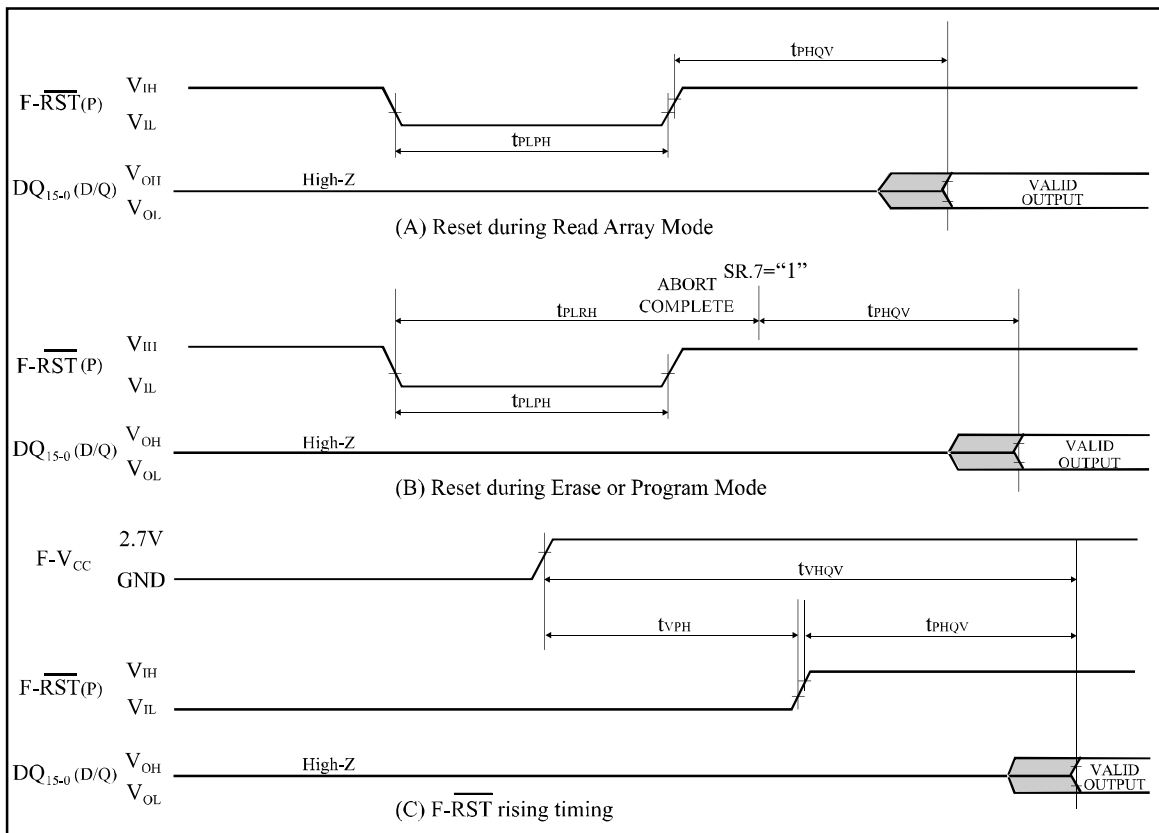 tPHQV
VIH
F-RST(P)
VIL
tPLPH
VOH
High-Z
DQ15-0 (D/Q)
VALID
OUTPUT
VOL
(A) Reset during Read Array Mode
SR.7=“1”
ABORT
COMPLETE
tPLRH
tPHQV
VIH
F-RST(P)
VIL
tPLPH
VOH
High-Z
DQ15-0 (D/Q)
VALID
OUTPUT
VOL
(B) Reset during Erase or Program Mode
2.7V
F-VCC
GND
tVHQV
tVPH
tPHQV
VIH
F-RST(P)
VIL
VOH
High-Z
DQ15-0 (D/Q)
VALID
OUTPUT
VOL
(C) F-RST rising timing